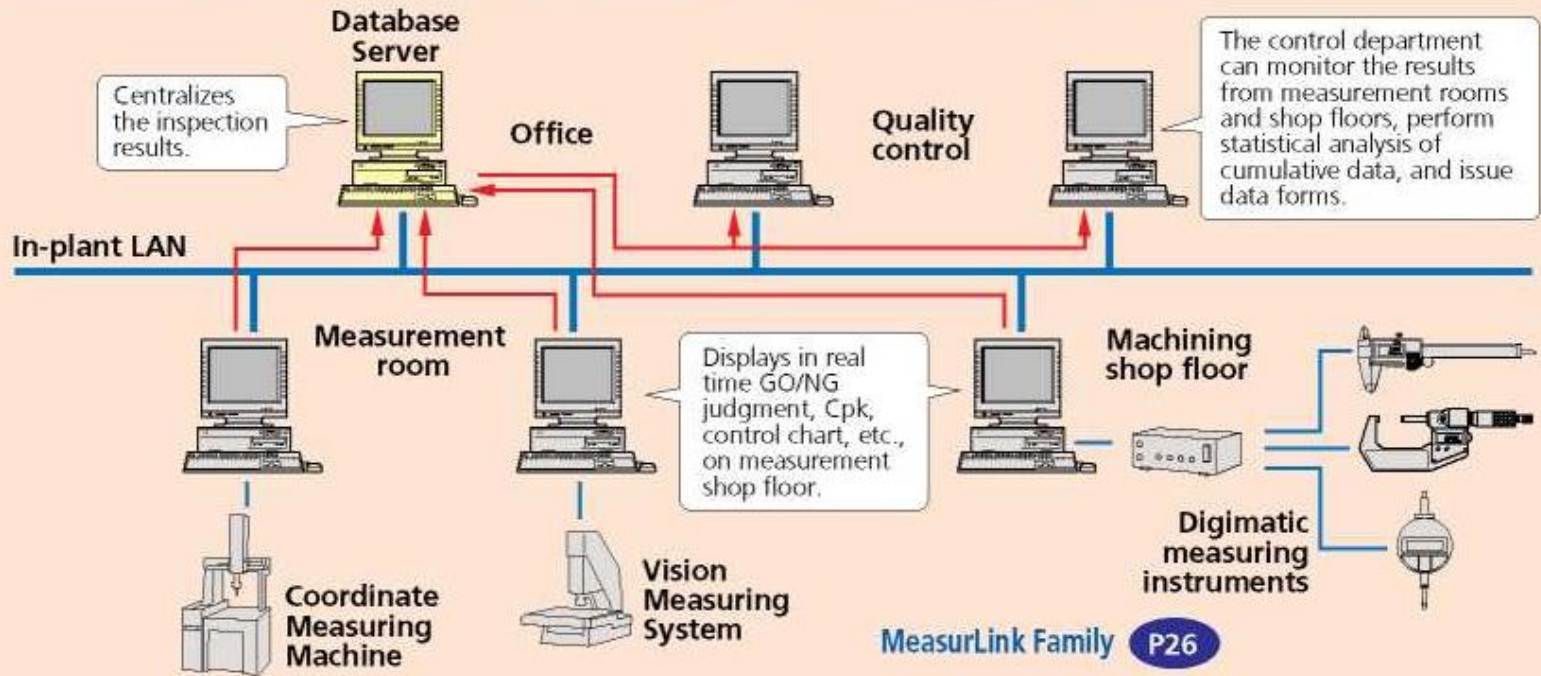 Database
Server
Centralizes
the inspection
results.
Office
Quality
control
The control department
can monitor the results
from measurement rooms
and shop floors, perform
statistical analysis of
cumulative data, and issue
data forms.
In-plant LAN
Measurement
room
Displays in real
time GO/NG
judgment, Cpk,
control chart, etc.,
on measurement
shop floor.
Machining
shop floor
Coordinate
Measuring
Machine
Vision
Measuring
System
Digimatic
measuring
instruments
MeasurLink Family P26